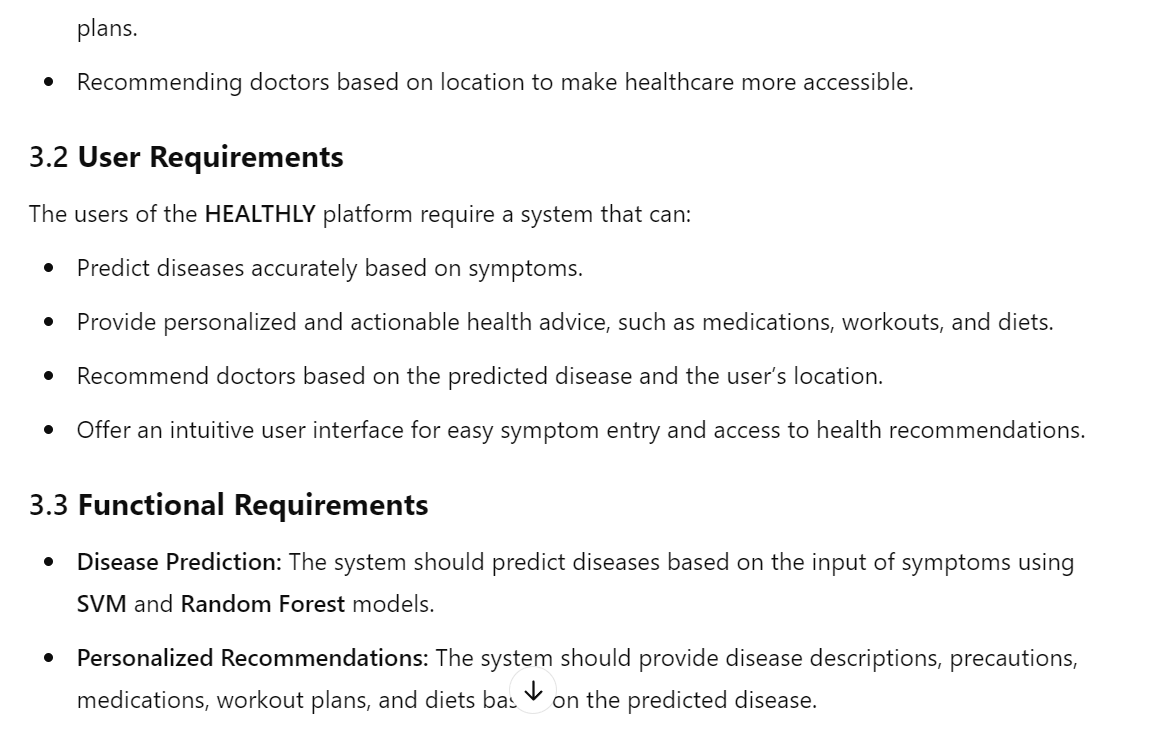 plans.
• Recommending doctors based on location to make healthcare more accessible.
3.2 User Requirements
The users of the HEALTHLY platform require a system that can:
• Predict diseases accurately based on symptoms.
• Provide personalized and actionable health advice, such as medications, workouts, and diets.
• Recommend doctors based on the predicted disease and the user’s location.
• Offer an intuitive user interface for easy symptom entry and access to health recommendations.
3.3 Functional Requirements
• Disease Prediction: The system should predict diseases based on the input of symptoms using
SVM and Random Forest models.
• Personalized Recommendations: The system should provide disease descriptions, precautions,
medications, workout plans, and diets on the predicted disease.